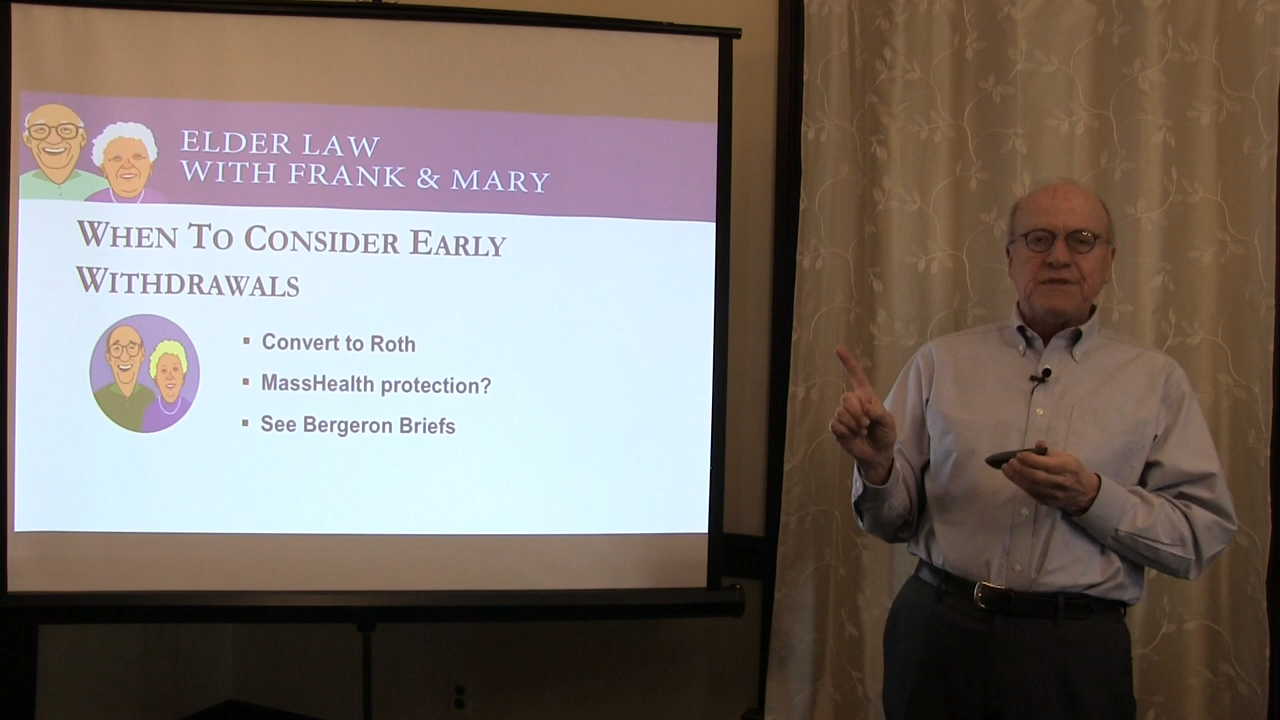 ELDER LAW
WITH FRANK & MARY
WHEN TO CONSIDER EARLY
WITHDRAWALS
▪ Convert to Roth
▪ MassHealth protection?
▪ See Bergeron Briefs